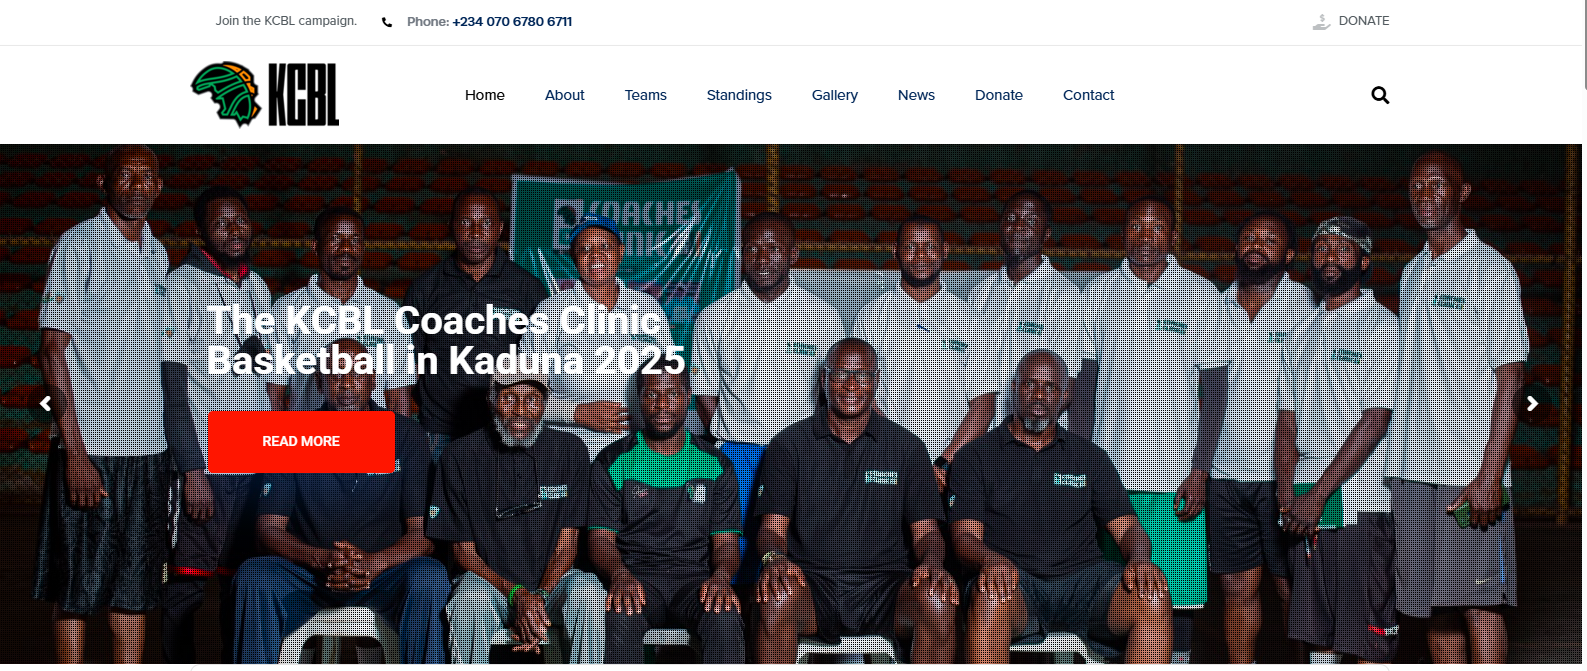 Join the KCBL campaign.
Phone: +234 070 6780 6711
DONATE
KCBL
Home
About
Teams
Standings
Gallery
News
Donate
Contact
COACHES
The KCBL Coaches Clinic
Basketball in Kaduna 2025
READ MORE